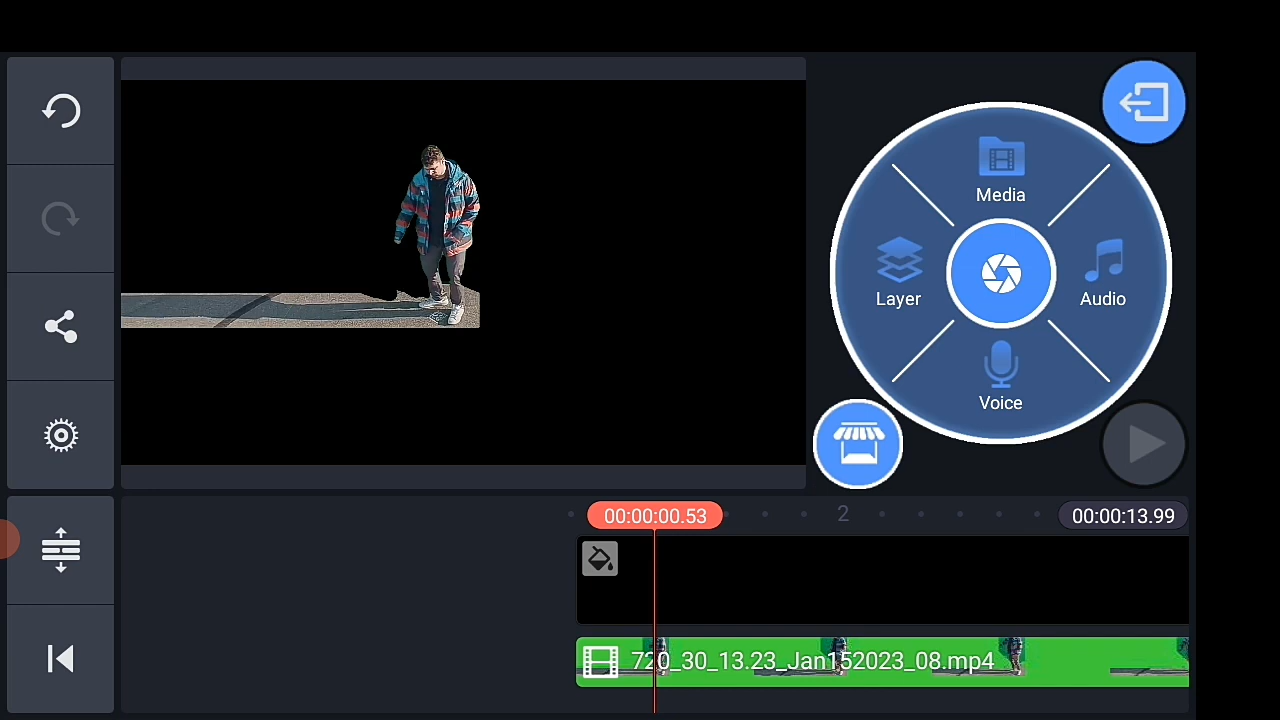 Media
Layer
Audio
Voice
00:00:00.53
2
00:00:13.99
720_30_13.23_Jan152023_08.mp4